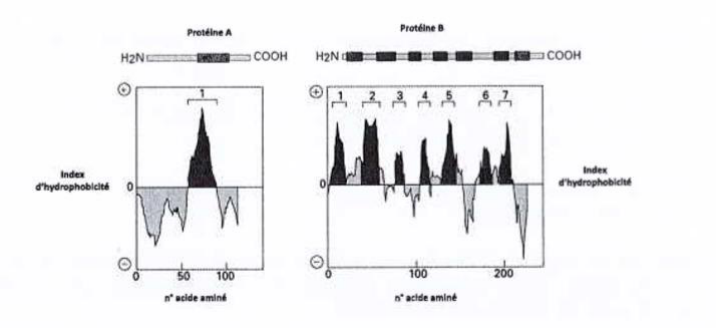 Protéine A
H2N COOH
1
+
0
−
Index
d'hydrophobicité
0 50 100
n° acide aminé
Protéine B
H2N COOH
1 2 3 4 5 6 7
+
0
−
Index
d'hydrophobicité
0 100 200
n° acide aminé